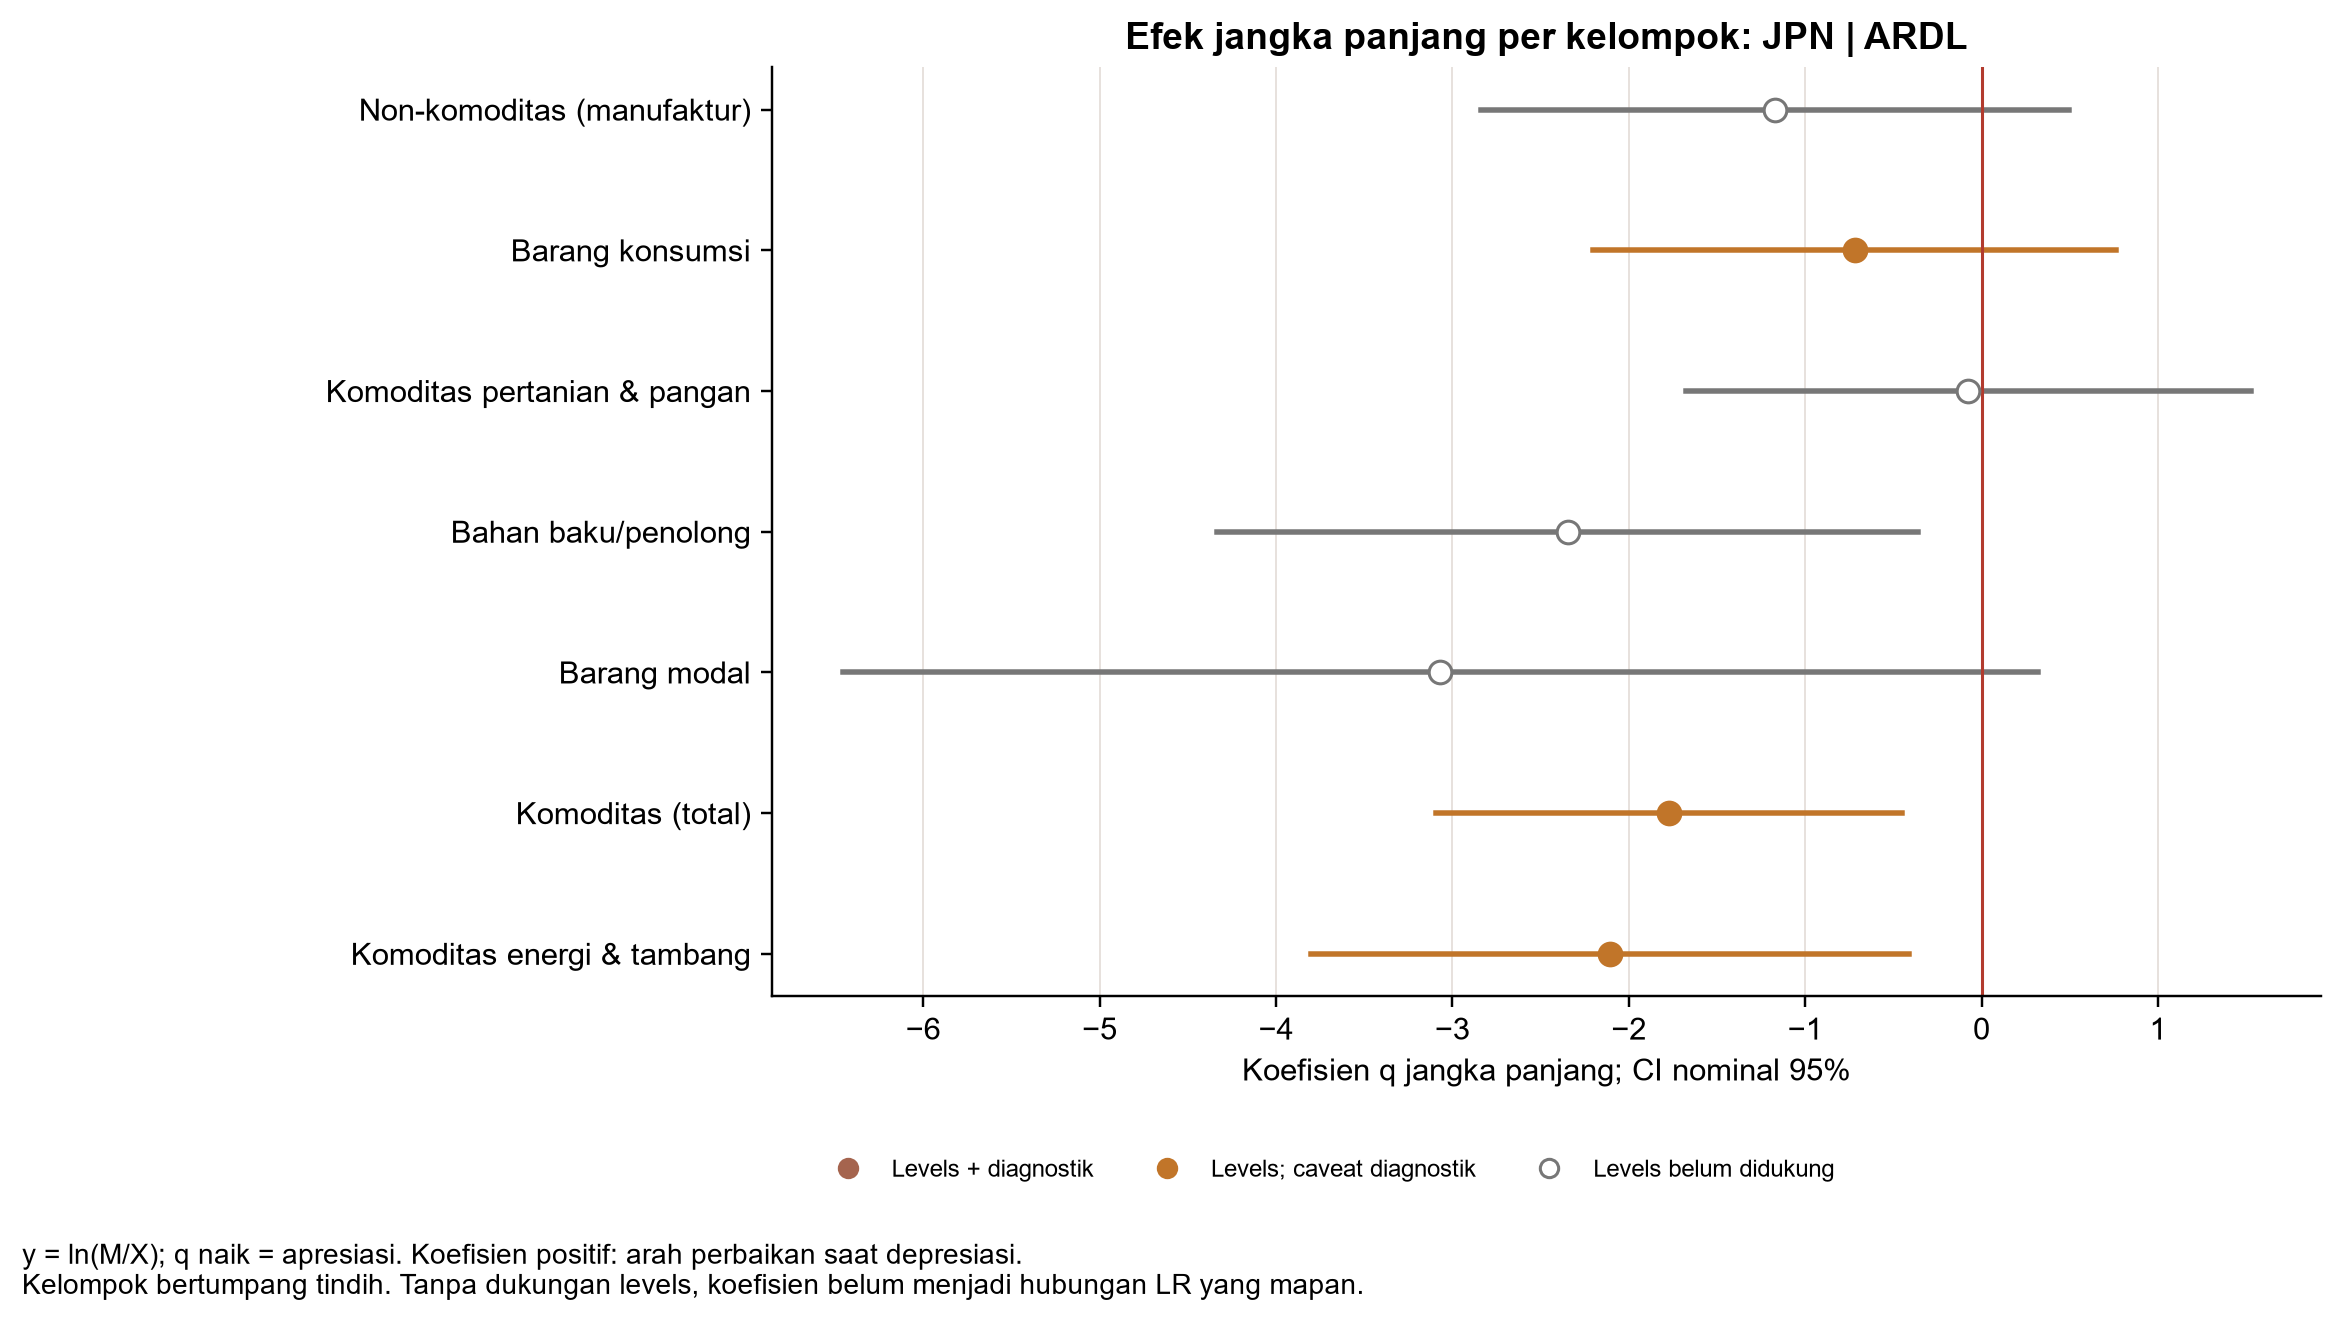 Efek jangka panjang per kelompok: JPN | ARDL
Non-komoditas (manufaktur)
Barang konsumsi
Komoditas pertanian & pangan
Bahan baku/penolong
Barang modal
Komoditas (total)
Komoditas energi & tambang
−6 −5 −4 −3 −2 −1 0 1
Koefisien q jangka panjang; CI nominal 95%
Levels + diagnostik Levels; caveat diagnostik Levels belum didukung
y = ln(M/X); q naik = apresiasi. Koefisien positif: arah perbaikan saat depresiasi.
Kelompok bertumpang tindih. Tanpa dukungan levels, koefisien belum menjadi hubungan LR yang mapan.